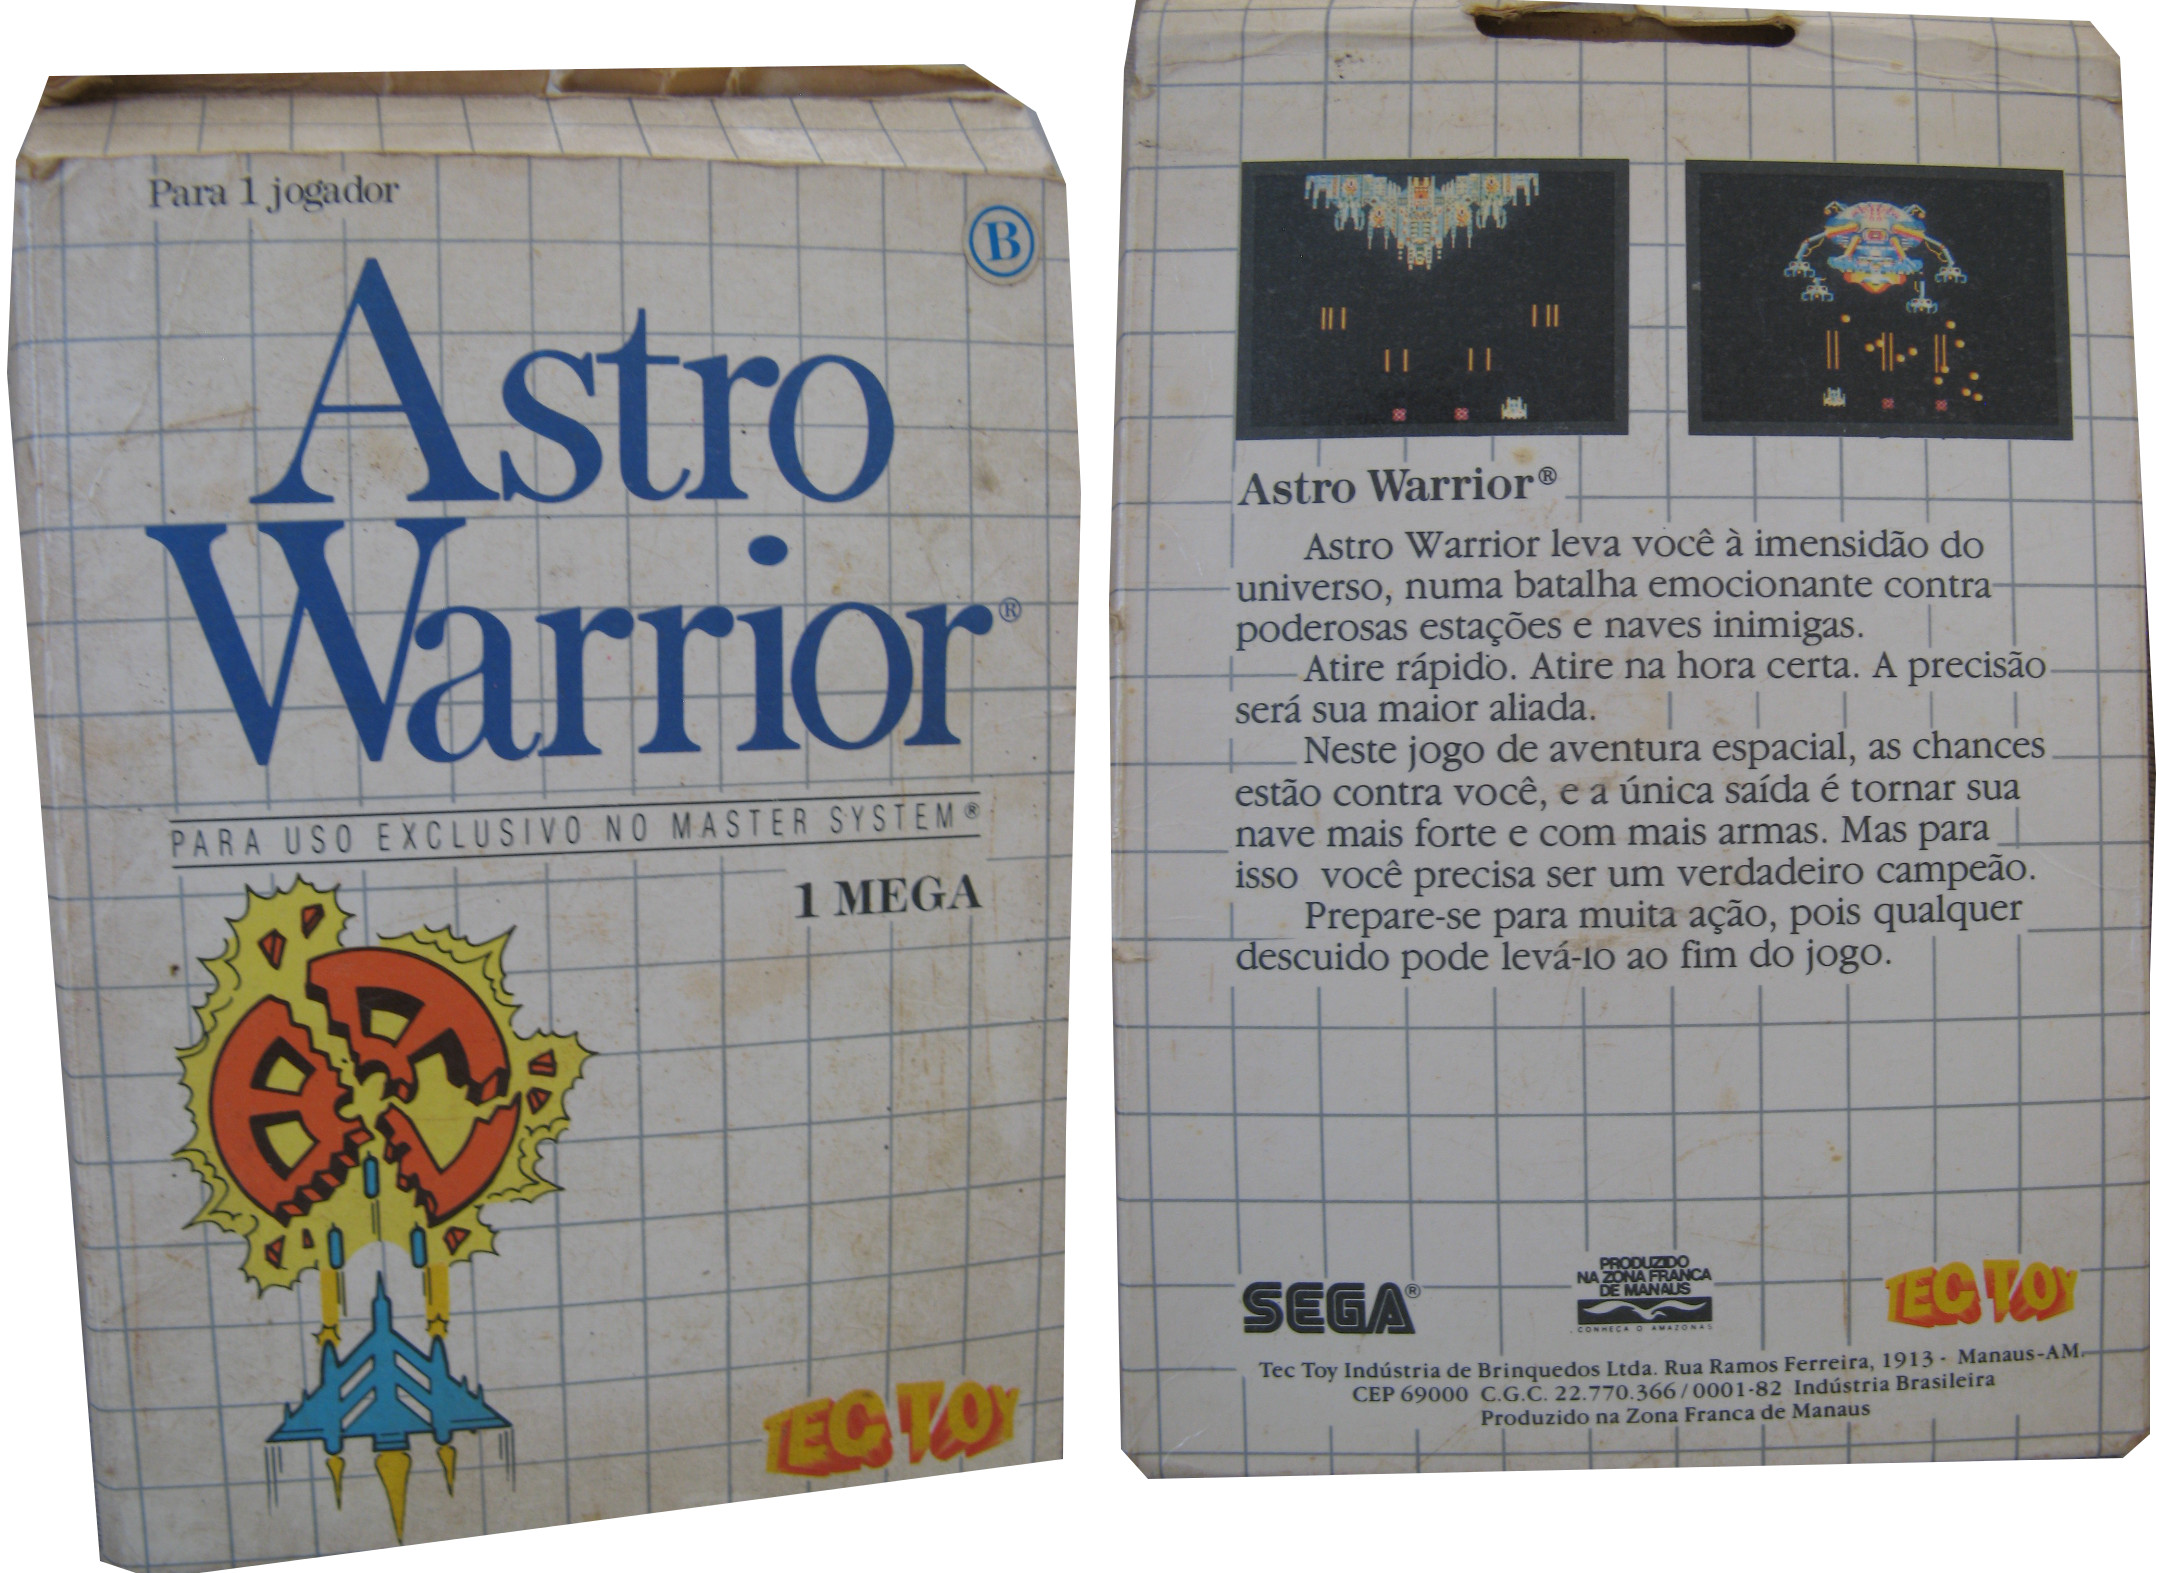 Para 1 jogador
B
Astro
Warrior®
PARA USO EXCLUSIVO NO MASTER SYSTEM®
1 MEGA
TEC TOY
Astro Warrior®
Astro Warrior leva você à imensidão do
universo, numa batalha emocionante contra
poderosas estações e naves inimigas.
Atire rápido. Atire na hora certa. A precisão
será sua maior aliada.
Neste jogo de aventura espacial, as chances
estão contra você, e a única saída é tornar sua
nave mais forte e com mais armas. Mas para
isso você precisa ser um verdadeiro campeão.
Prepare-se para muita ação, pois qualquer
descuido pode levá-lo ao fim do jogo.
SEGA®
PRODUZIDO
NA ZONA FRANCA
DE MANAUS
CONHEÇA O AMAZONAS
TEC TOY
Tec Toy Indústria de Brinquedos Ltda. Rua Ramos Ferreira, 1913 - Manaus-AM.
CEP 69000 C.G.C. 22.770.366/0001-82 Indústria Brasileira
Produzido na Zona Franca de Manaus